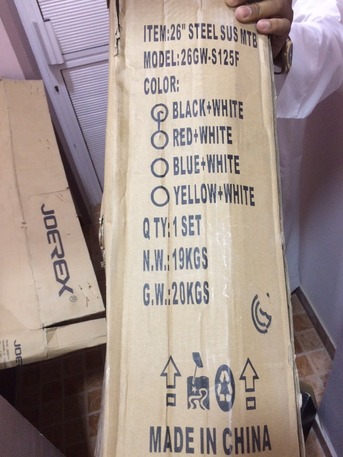 ITEM:26" STEEL SUS MTB
MODEL:26GW-S125F
COLOR:
BLACK+WHITE
RED+WHITE
BLUE+WHITE
YELLOW+WHITE
Q TY:1 SET
N.W.:19KGS
G.W.:20KGS
MADE IN CHINA
JOEREX®